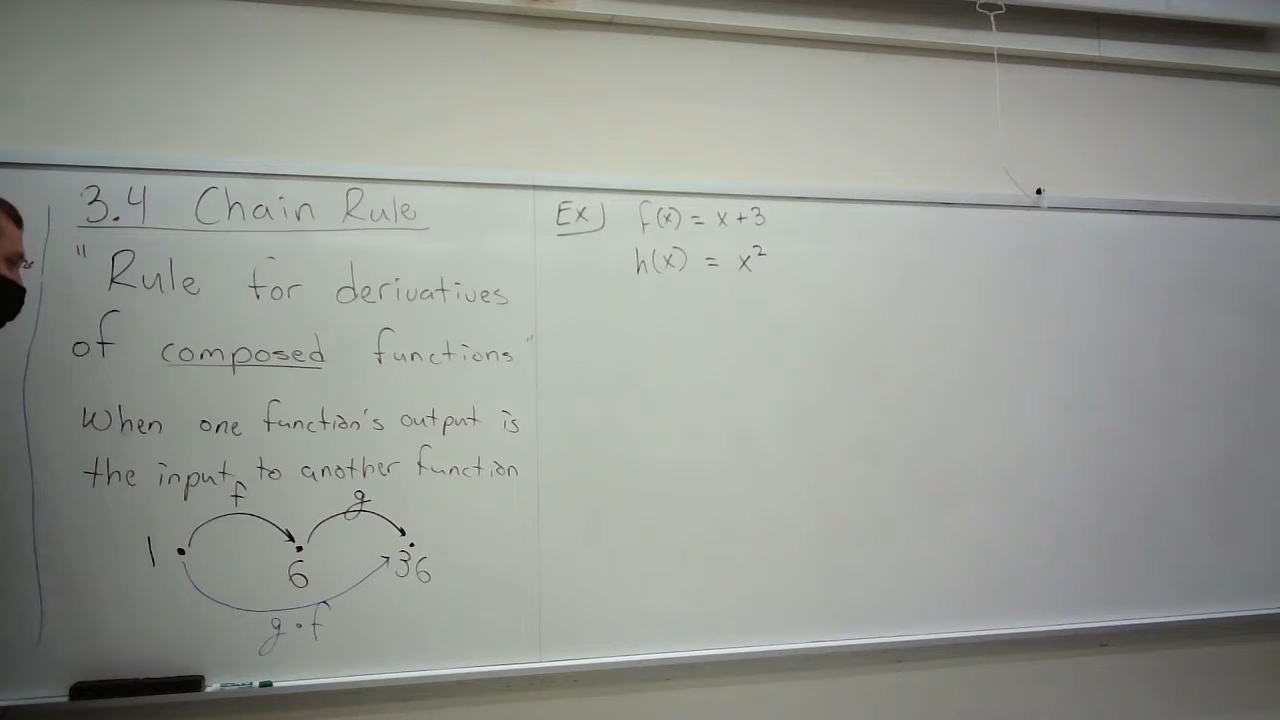 3.4 Chain Rule
"Rule for derivatives
of composed functions"
When one function's output is
the input to another function
f g
1 6 36
g∘f
Ex) f(x) = x+3
h(x) = x²